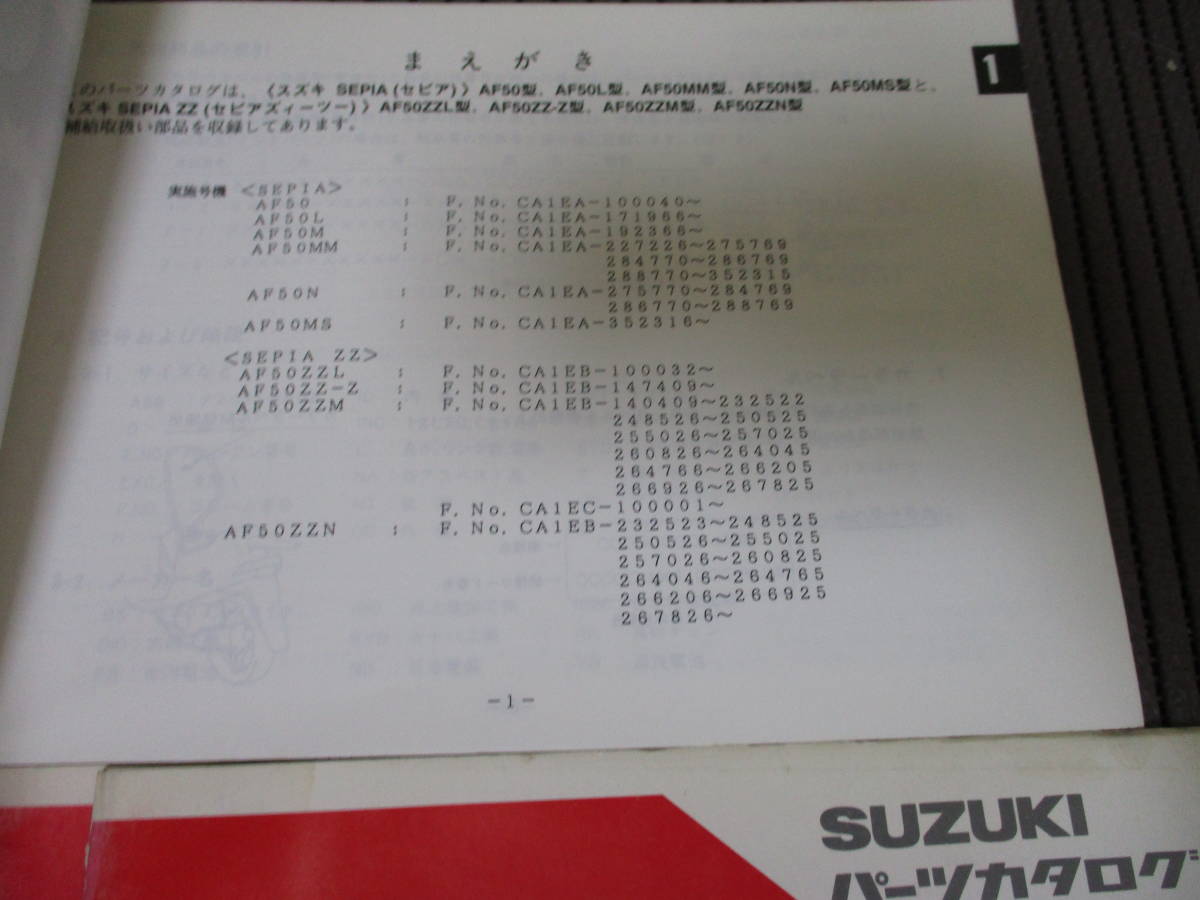 まえがき
1
のパーツカタログは、《スズキ SEPIA (セピア)》AF50型、AF50L型、AF50MM型、AF50N型、AF50MS型と、
ズキ SEPIA ZZ (セピアズィーツー)》AF50ZZL型、AF50ZZ-Z型、AF50ZZM型、AF50ZZN型
補給取扱い部品を収録してあります。
実施号機 <SEPIA>
AF50 : F. No. CA1EA-100040~
AF50L : F. No. CA1EA-171966~
AF50M : F. No. CA1EA-192366~
AF50MM : F. No. CA1EA-227226~275769
284770~286769
288770~352315
AF50N : F. No. CA1EA-275770~284769
286770~288769
AF50MS : F. No. CA1EA-352316~
<SEPIA ZZ>
AF50ZZL : F. No. CA1EB-100032~
AF50ZZ-Z : F. No. CA1EB-147409~
AF50ZZM : F. No. CA1EB-140409~232522
248526~250525
255026~257025
260826~264045
264766~266205
266926~267825
F. No. CA1EC-100001~
AF50ZZN : F. No. CA1EB-232523~248525
250526~255025
257026~260825
264046~264765
266206~266925
267826~
-1-
SUZUKI
パーツカタログ